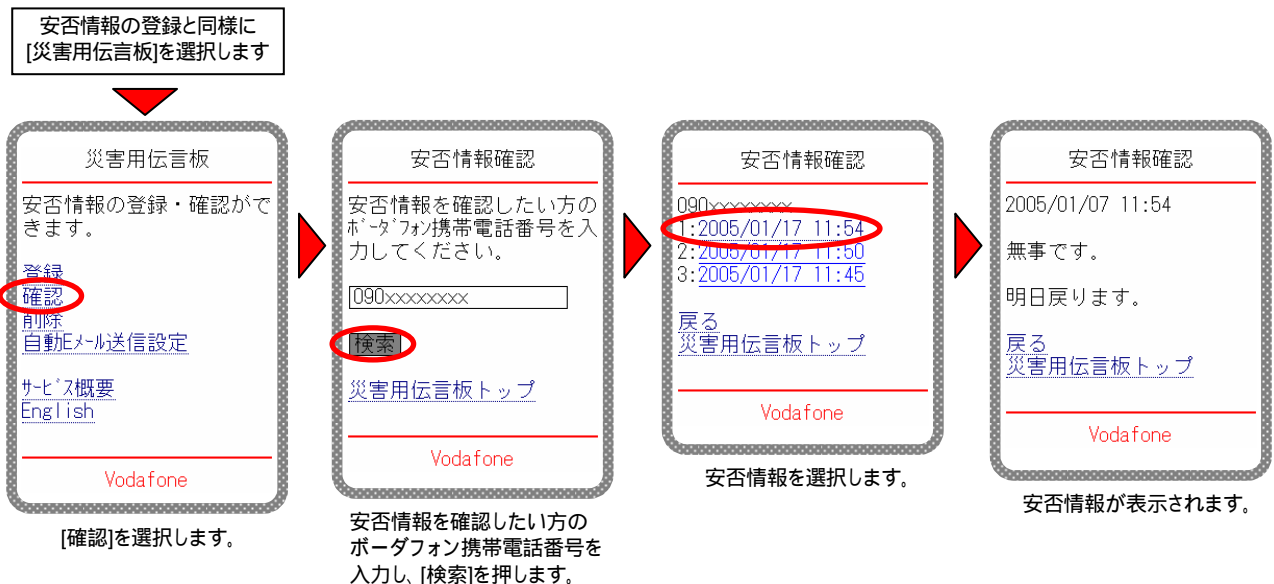 安否情報の登録と同様に
[災害用伝言板]を選択します
災害用伝言板
安否情報の登録・確認がで
きます。
登録
確認
削除
自動Eﾒｰﾙ送信設定
ｻｰﾋﾞｽ概要
English
Vodafone
[確認]を選択します。
安否情報確認
安否情報を確認したい方の
ﾎﾞｰﾀﾞﾌｫﾝ携帯電話番号を入
力してください。
090xxxxxxxx
検索
災害用伝言板トップ
Vodafone
安否情報を確認したい方の
ボーダフォン携帯電話番号を
入力し、[検索]を押します。
安否情報確認
090xxxxxxxx
1:2005/01/17 11:54
2:2005/01/17 11:50
3:2005/01/17 11:45
戻る
災害用伝言板トップ
Vodafone
安否情報を選択します。
安否情報確認
2005/01/07 11:54
無事です。
明日戻ります。
戻る
災害用伝言板トップ
Vodafone
安否情報が表示されます。